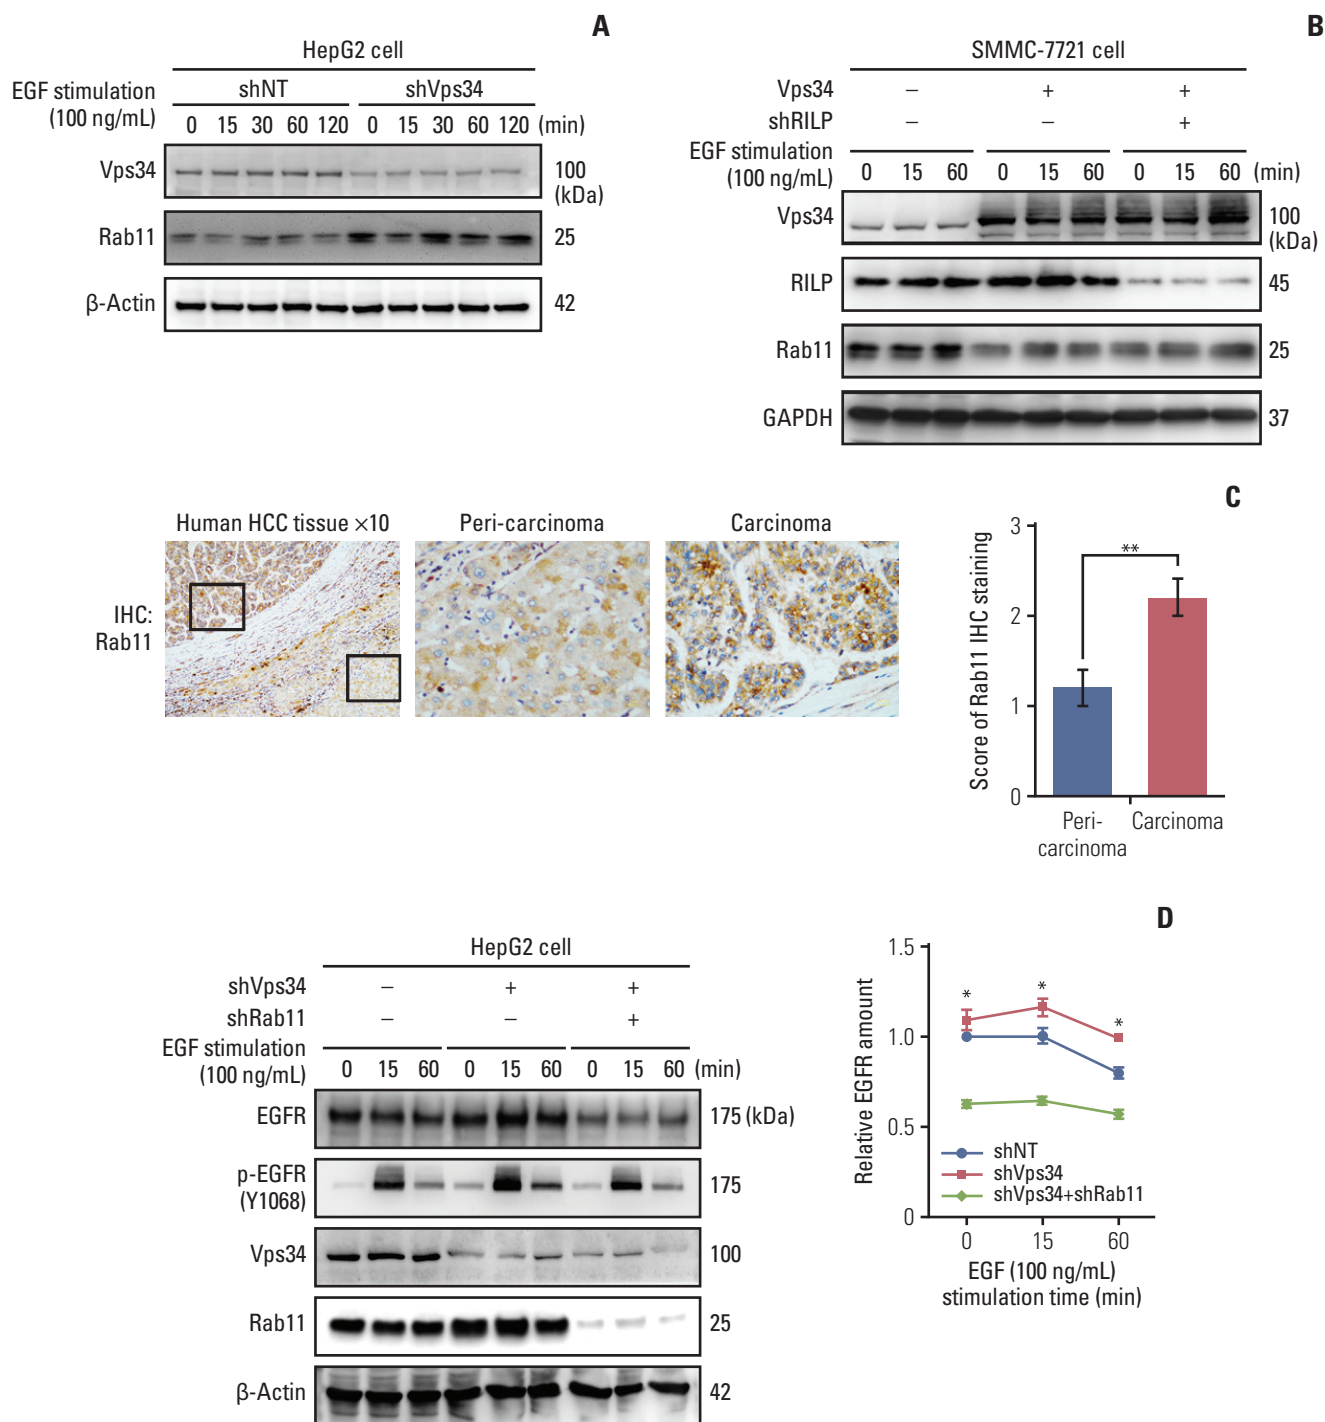 A
HepG2 cell
EGF stimulation
(100 ng/mL)
shNT
shVps34
0 15 30 60 120 0 15 30 60 120 (min)
Vps34
100
(kDa)
Rab11
25
β-Actin
42
B
SMMC-7721 cell
Vps34 – + +
shRILP – – +
EGF stimulation
(100 ng/mL)
0 15 60 0 15 60 0 15 60 (min)
Vps34
100
(kDa)
RILP
45
Rab11
25
GAPDH
37
C
Human HCC tissue ×10
Peri-carcinoma
Carcinoma
IHC:
Rab11
Score of Rab11 IHC staining
3
2
1
0
**
Peri-
carcinoma
Carcinoma
D
HepG2 cell
shVps34 – + +
shRab11 – – +
EGF stimulation
(100 ng/mL)
0 15 60 0 15 60 0 15 60 (min)
EGFR
175 (kDa)
p-EGFR
(Y1068)
175
Vps34
100
Rab11
25
β-Actin
42
Relative EGFR amount
1.5
1.0
0.5
0
* * *
shNT
shVps34
shVps34+shRab11
0 15 60
EGF (100 ng/mL)
stimulation time (min)